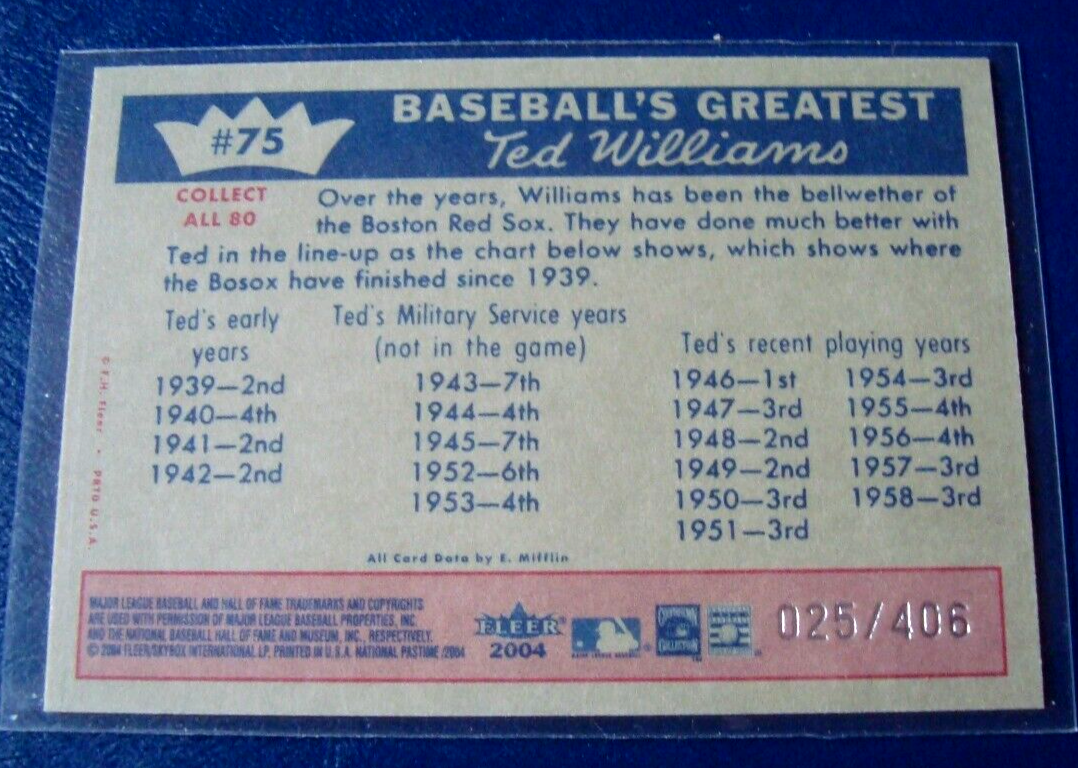 #75
BASEBALL'S GREATEST
Ted Williams
COLLECT
ALL 80
Over the years, Williams has been the bellwether of
the Boston Red Sox. They have done much better with
Ted in the line-up as the chart below shows, which shows where
the Bosox have finished since 1939.
Ted's early
years
1939—2nd
1940—4th
1941—2nd
1942—2nd
Ted's Military Service years
(not in the game)
1943—7th
1944—4th
1945—7th
1952—6th
1953—4th
Ted's recent playing years
1946—1st 1954—3rd
1947—3rd 1955—4th
1948—2nd 1956—4th
1949—2nd 1957—3rd
1950—3rd 1958—3rd
1951—3rd
© F.H. Fleer • PRTD U.S.A.
All Card Data by E. Mifflin
MAJOR LEAGUE BASEBALL AND HALL OF FAME TRADEMARKS AND COPYRIGHTS
ARE USED WITH PERMISSION OF MAJOR LEAGUE BASEBALL PROPERTIES, INC.
AND THE NATIONAL BASEBALL HALL OF FAME AND MUSEUM, INC., RESPECTIVELY.
© 2004 FLEER/SKYBOX INTERNATIONAL LP. PRINTED IN U.S.A. NATIONAL PASTIME /2004
FLEER®
2004
COLLECTION
025/406